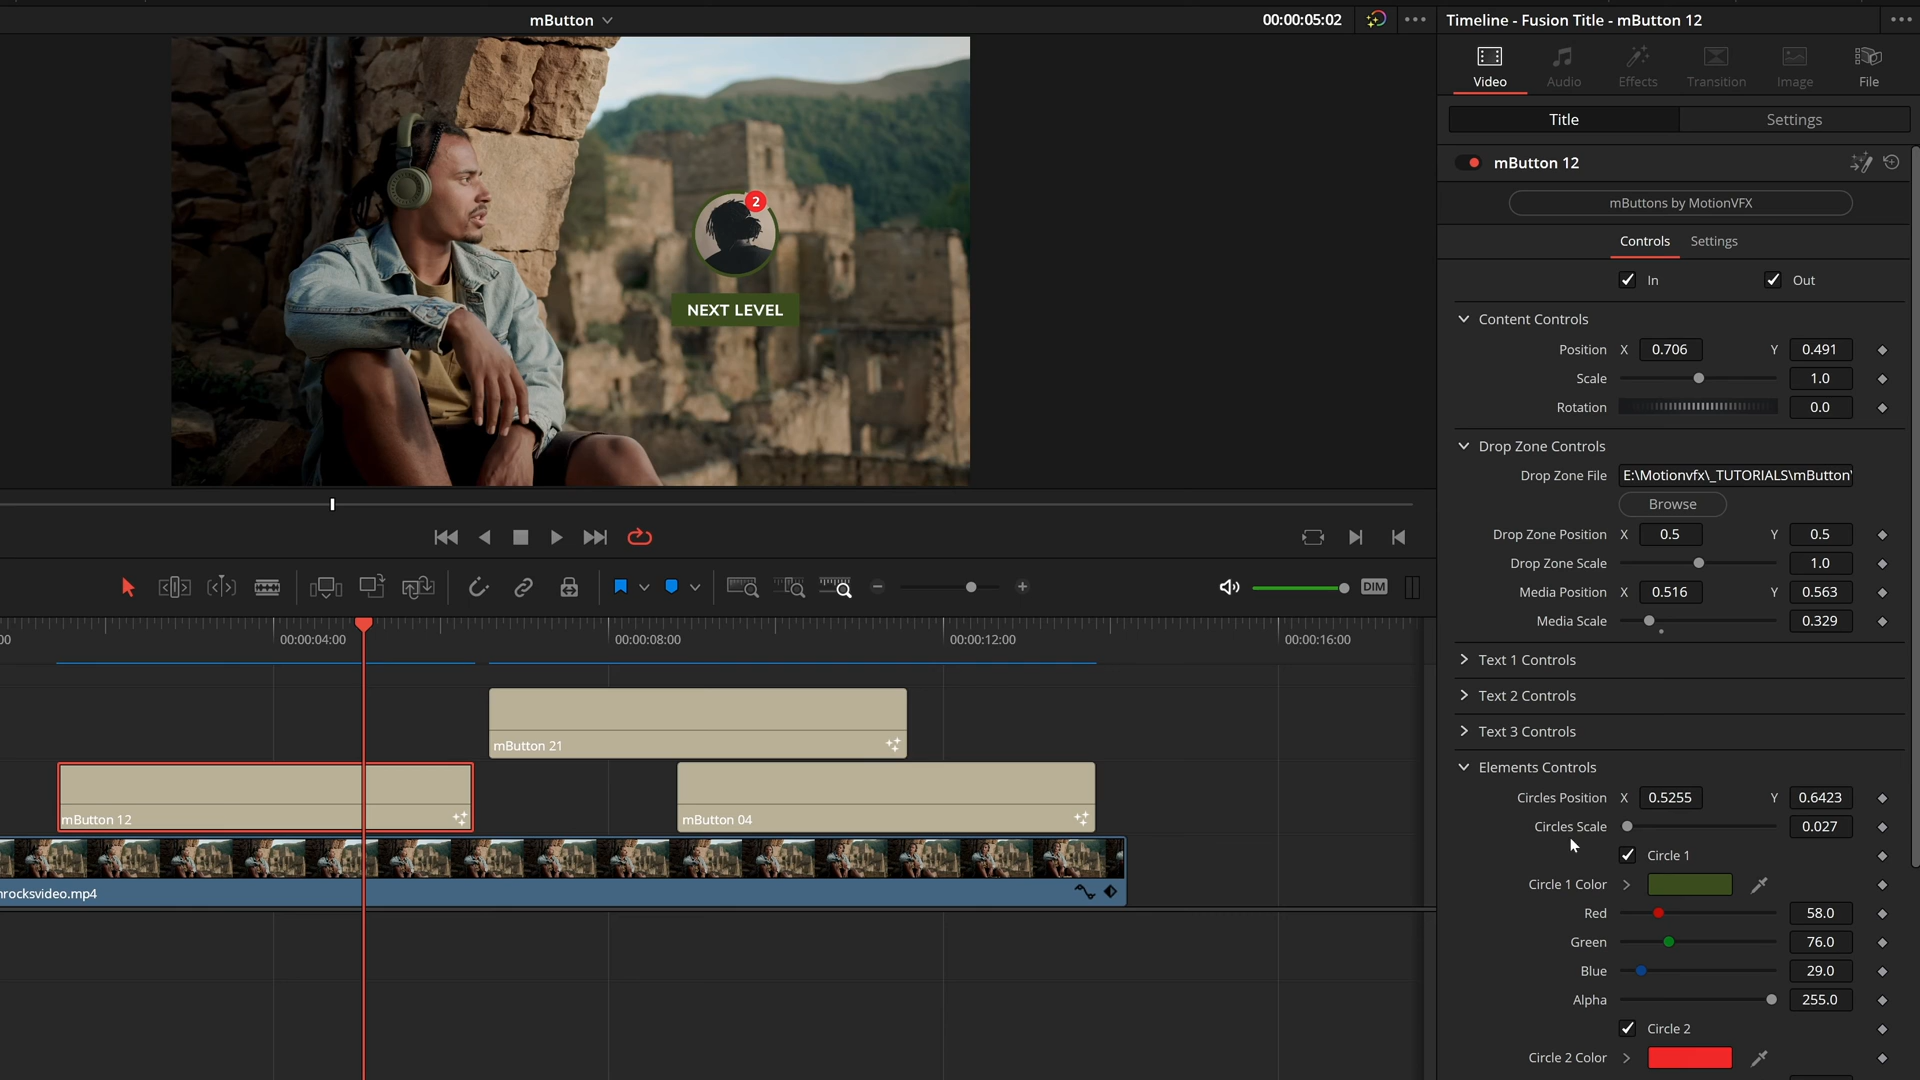 mButton
00:00:05:02
Timeline - Fusion Title - mButton 12
Video
Audio
Effects
Transition
Image
File
Title
Settings
mButton 12
mButtons by MotionVFX
Controls
Settings
In
Out
Content Controls
Position X 0.706 Y 0.491
Scale 1.0
Rotation 0.0
Drop Zone Controls
Drop Zone File E:\Motionvfx\_TUTORIALS\mButton\
Browse
Drop Zone Position X 0.5 Y 0.5
Drop Zone Scale 1.0
Media Position X 0.516 Y 0.563
Media Scale 0.329
Text 1 Controls
Text 2 Controls
Text 3 Controls
Elements Controls
Circles Position X 0.5255 Y 0.6423
Circles Scale 0.027
Circle 1
Circle 1 Color
Red 58.0
Green 76.0
Blue 29.0
Alpha 255.0
Circle 2
Circle 2 Color
2
NEXT LEVEL
DIM
00
00:00:04:00
00:00:08:00
00:00:12:00
00:00:16:00
mButton 21
mButton 12
mButton 04
nrocksvideo.mp4